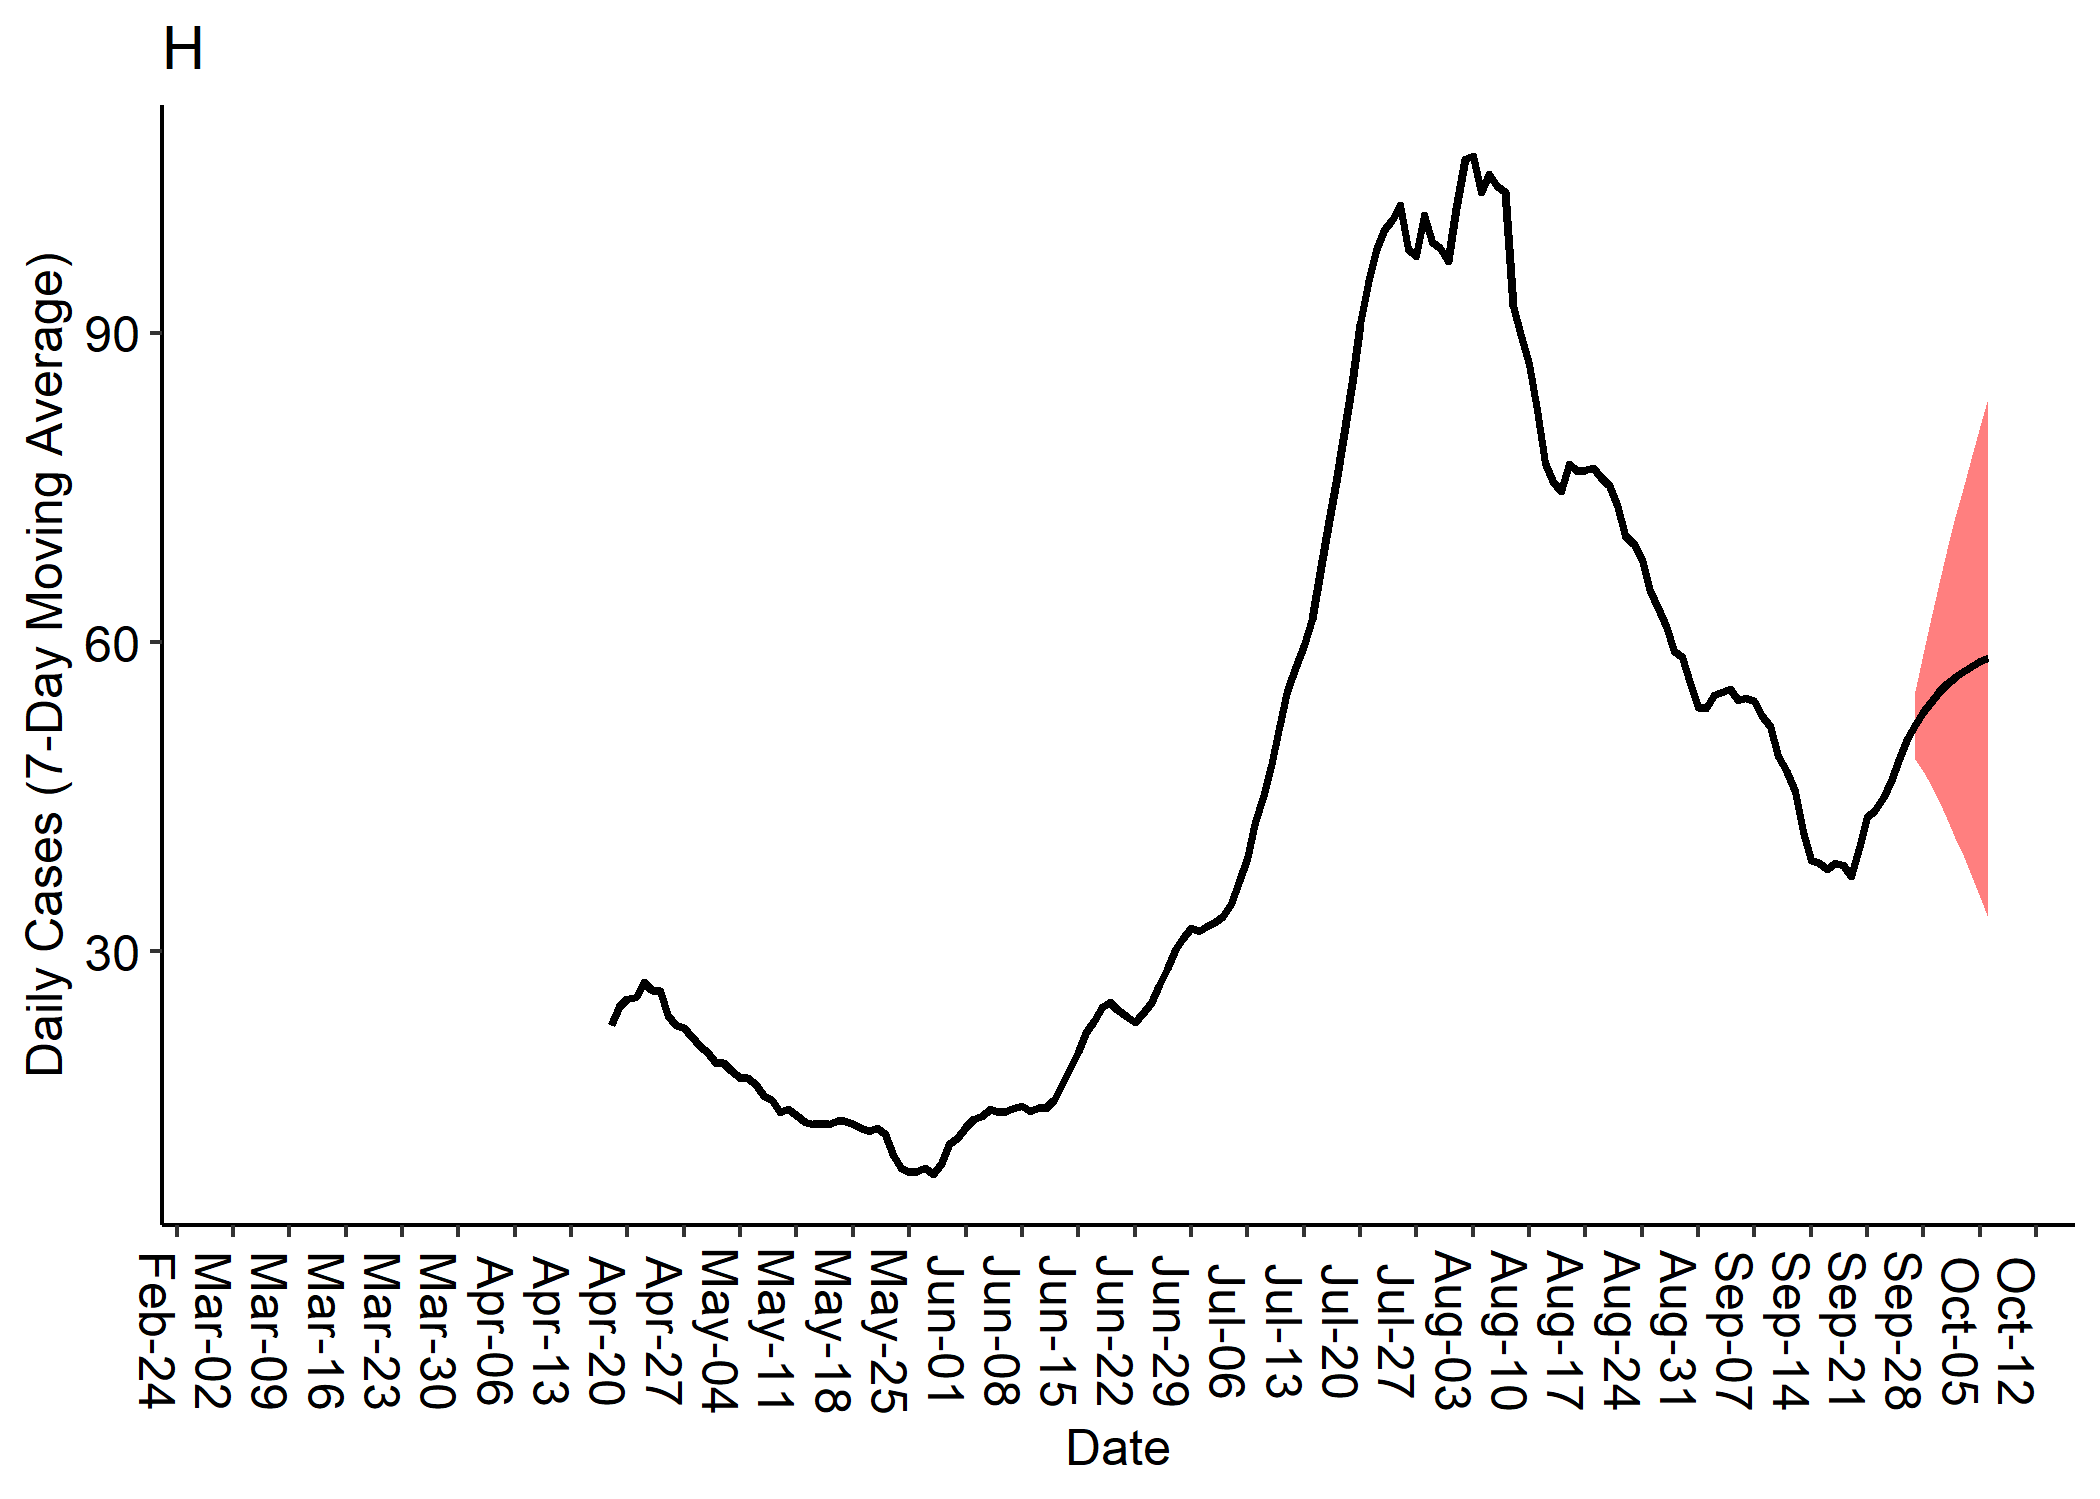 H
Daily Cases (7-Day Moving Average)
90
60
30
Feb-24
Mar-02
Mar-09
Mar-16
Mar-23
Mar-30
Apr-06
Apr-13
Apr-20
Apr-27
May-04
May-11
May-18
May-25
Jun-01
Jun-08
Jun-15
Jun-22
Jun-29
Jul-06
Jul-13
Jul-20
Jul-27
Aug-03
Aug-10
Aug-17
Aug-24
Aug-31
Sep-07
Sep-14
Sep-21
Sep-28
Oct-05
Oct-12
Date